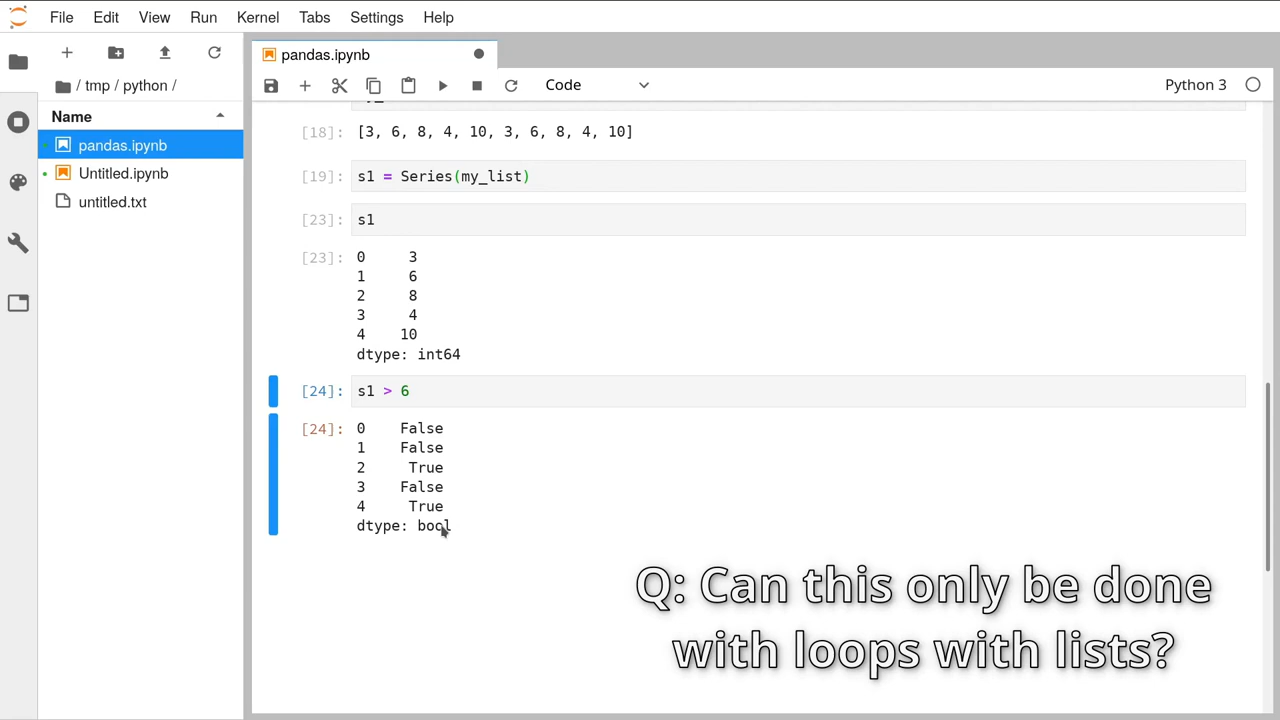 File Edit View Run Kernel Tabs Settings Help
pandas.ipynb
/ tmp / python /
Code
Python 3
Name
pandas.ipynb
Untitled.ipynb
untitled.txt
[18]: [3, 6, 8, 4, 10, 3, 6, 8, 4, 10]
[19]: s1 = Series(my_list)
[23]: s1
[23]: 0 3
1 6
2 8
3 4
4 10
dtype: int64
[24]: s1 > 6
[24]: 0 False
1 False
2 True
3 False
4 True
dtype: bool
Q: Can this only be done
with loops with lists?